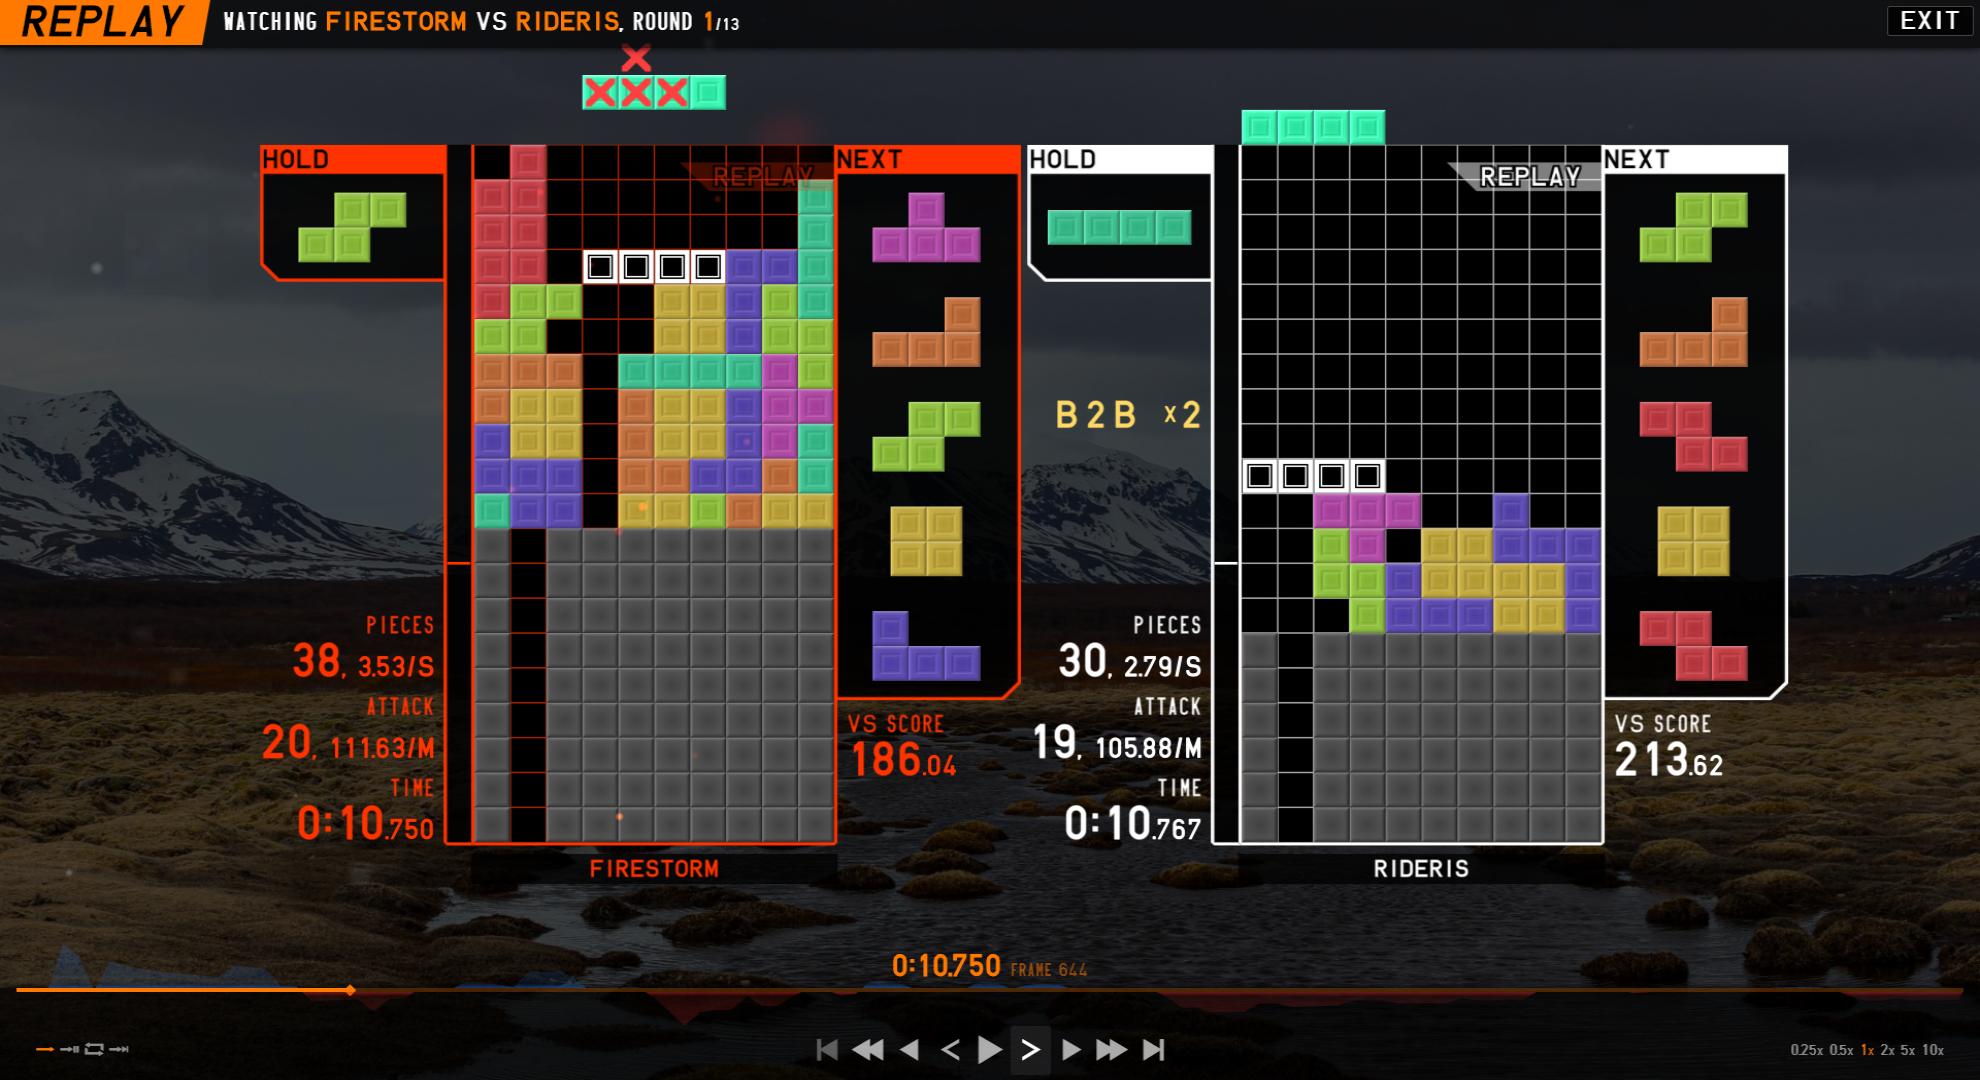 REPLAY WATCHING FIRESTORM VS RIDERIS, ROUND 1/13 EXIT
HOLD
REPLAY
NEXT
PIECES
38, 3.53/S
ATTACK
20, 111.63/M
TIME
0:10.750
VS SCORE
186.04
FIRESTORM
HOLD
REPLAY
NEXT
B2B x2
PIECES
30, 2.79/S
ATTACK
19, 105.88/M
TIME
0:10.767
VS SCORE
213.62
RIDERIS
0:10.750 FRAME 644
0.25x 0.5x 1x 2x 5x 10x